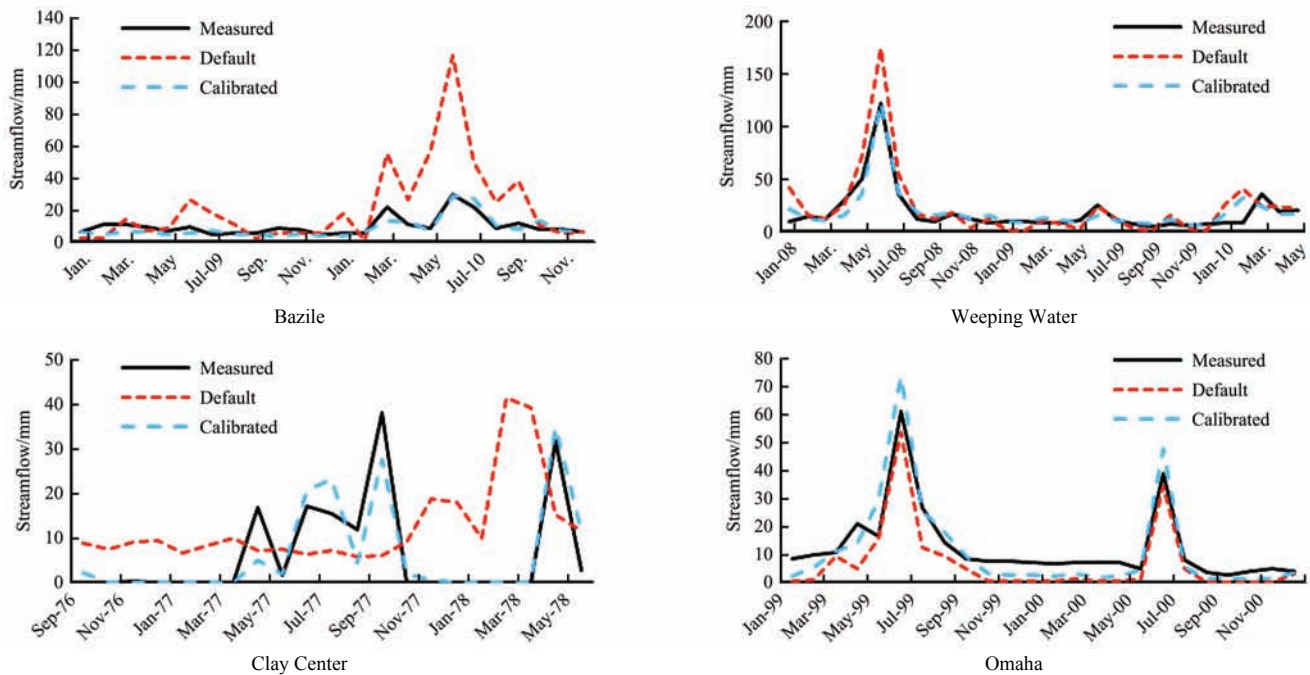 140
120
100
80
60
40
20
0
Streamflow/mm
Measured
Default
Calibrated
Jan.
Mar.
May
Jul-09
Sep.
Nov.
Jan.
Mar.
May
Jul-10
Sep.
Nov.
Bazile
200
150
100
50
0
Streamflow/mm
Measured
Default
Calibrated
Jan-08
Mar.
May
Jul-08
Sep-08
Nov-08
Jan-09
Mar.
May
Jul-09
Sep-09
Nov-09
Jan-10
Mar.
May
Weeping Water
50
40
30
20
10
0
Streamflow/mm
Measured
Default
Calibrated
Sep-76
Nov-76
Jan-77
Mar-77
May-77
Jul-77
Sep-77
Nov-77
Jan-78
Mar-78
May-78
Clay Center
80
70
60
50
40
30
20
10
0
Streamflow/mm
Measured
Default
Calibrated
Jan-99
Mar-99
May-99
Jul-99
Sep-99
Nov-99
Jan-00
Mar-00
May-00
Jul-00
Sep-00
Nov-00
Omaha